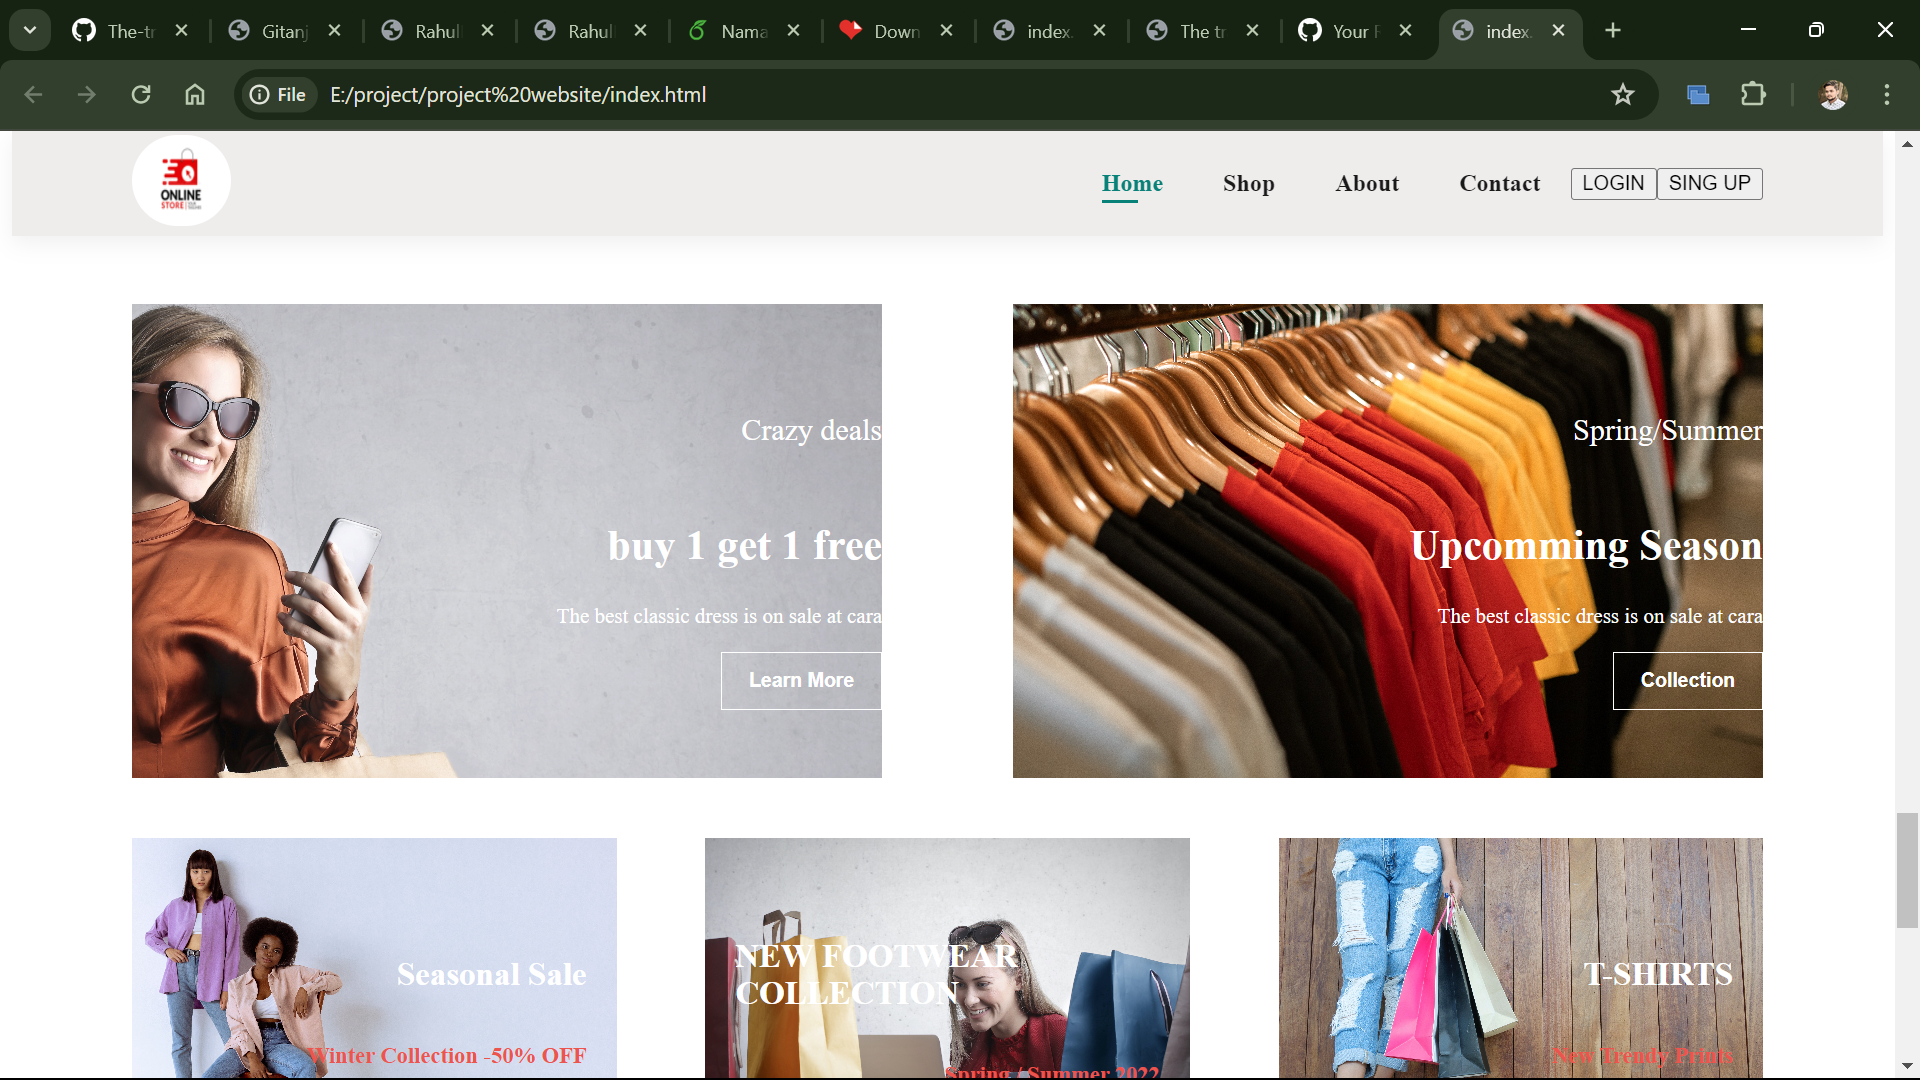 The-tr
Gitanj
Rahul
Rahul
Nama
Down
index.
The tr
Your R
index.
File
E:/project/project%20website/index.html
ONLINE
STORE
Home
Shop
About
Contact
LOGIN
SING UP
Crazy deals
buy 1 get 1 free
The best classic dress is on sale at cara
Learn More
Spring/Summer
Upcomming Season
The best classic dress is on sale at cara
Collection
Seasonal Sale
Winter Collection -50% OFF
NEW FOOTWEAR
COLLECTION
Spring / Summer 2022
T-SHIRTS
New Trendy Prints